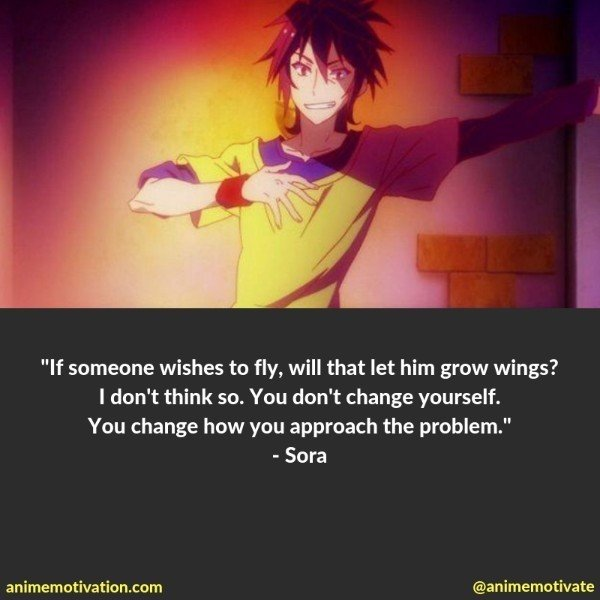 "If someone wishes to fly, will that let him grow wings?
I don't think so. You don't change yourself.
You change how you approach the problem."
- Sora
animemotivation.com
@animemotivate